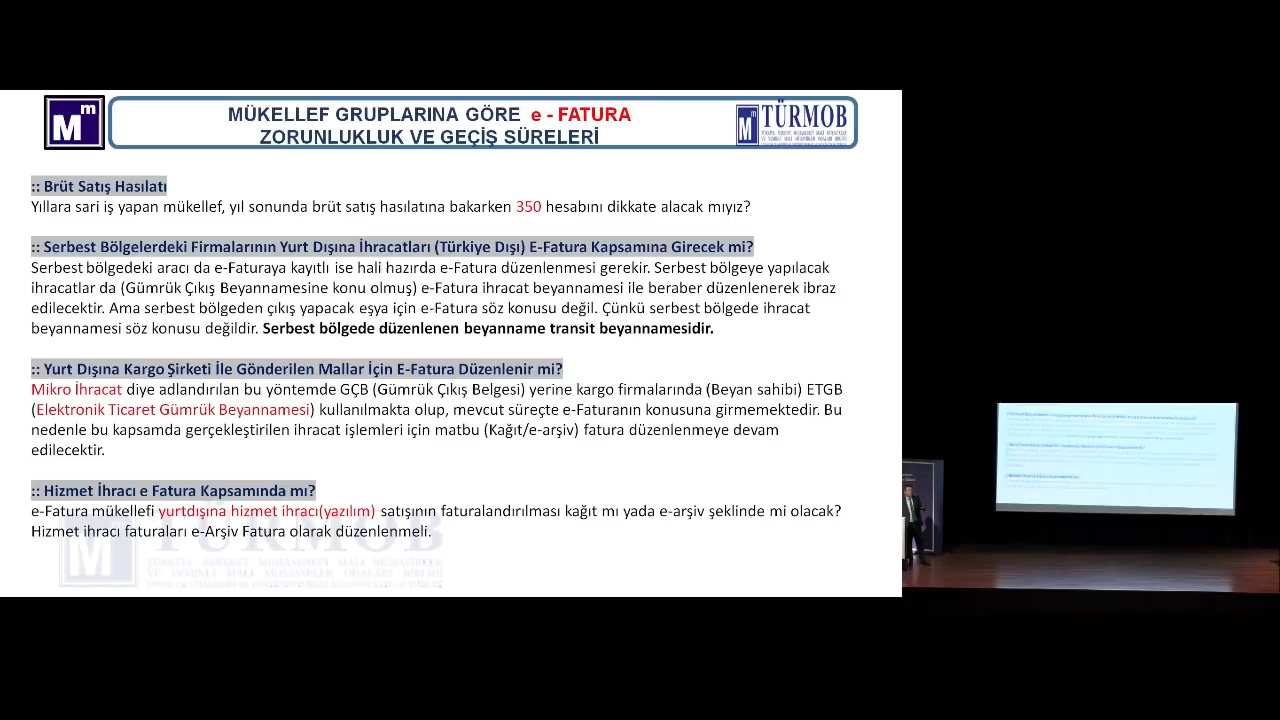 MÜKELLEF GRUPLARINA GÖRE e - FATURA
ZORUNLUKLUK VE GEÇİŞ SÜRELERİ
Mm
TÜRMOB
:: Brüt Satış Hasılatı
Yıllara sari iş yapan mükellef, yıl sonunda brüt satış hasılatına bakarken 350 hesabını dikkate alacak mıyız?
:: Serbest Bölgelerdeki Firmalarının Yurt Dışına İhracatları (Türkiye Dışı) E-Fatura Kapsamına Girecek mi?
Serbest bölgedeki aracı da e-Faturaya kayıtlı ise hali hazırda e-Fatura düzenlenmesi gerekir. Serbest bölgeye yapılacak
ihracatlar da (Gümrük Çıkış Beyannamesine konu olmuş) e-Fatura ihracat beyannamesi ile beraber düzenlenerek ibraz
edilecektir. Ama serbest bölgeden çıkış yapacak eşya için e-Fatura söz konusu değil. Çünkü serbest bölgede ihracat
beyannamesi söz konusu değildir. Serbest bölgede düzenlenen beyanname transit beyannamesidir.
:: Yurt Dışına Kargo Şirketi İle Gönderilen Mallar İçin E-Fatura Düzenlenir mi?
Mikro İhracat diye adlandırılan bu yöntemde GÇB (Gümrük Çıkış Belgesi) yerine kargo firmalarında (Beyan sahibi) ETGB
(Elektronik Ticaret Gümrük Beyannamesi) kullanılmakta olup, mevcut süreçte e-Faturanın konusuna girmemektedir. Bu
nedenle bu kapsamda gerçekleştirilen ihracat işlemleri için matbu (kağıt/e-arşiv) fatura düzenlenmeye devam
edilecektir.
:: Hizmet İhracı e Fatura Kapsamında mı?
e-Fatura mükellefi yurtdışına hizmet ihracı(yazılım) satışının faturalandırılması kağıt mı yada e-arşiv şeklinde mi olacak?
Hizmet ihracı faturaları e-Arşiv Fatura olarak düzenlenmeli.
TÜRMOB